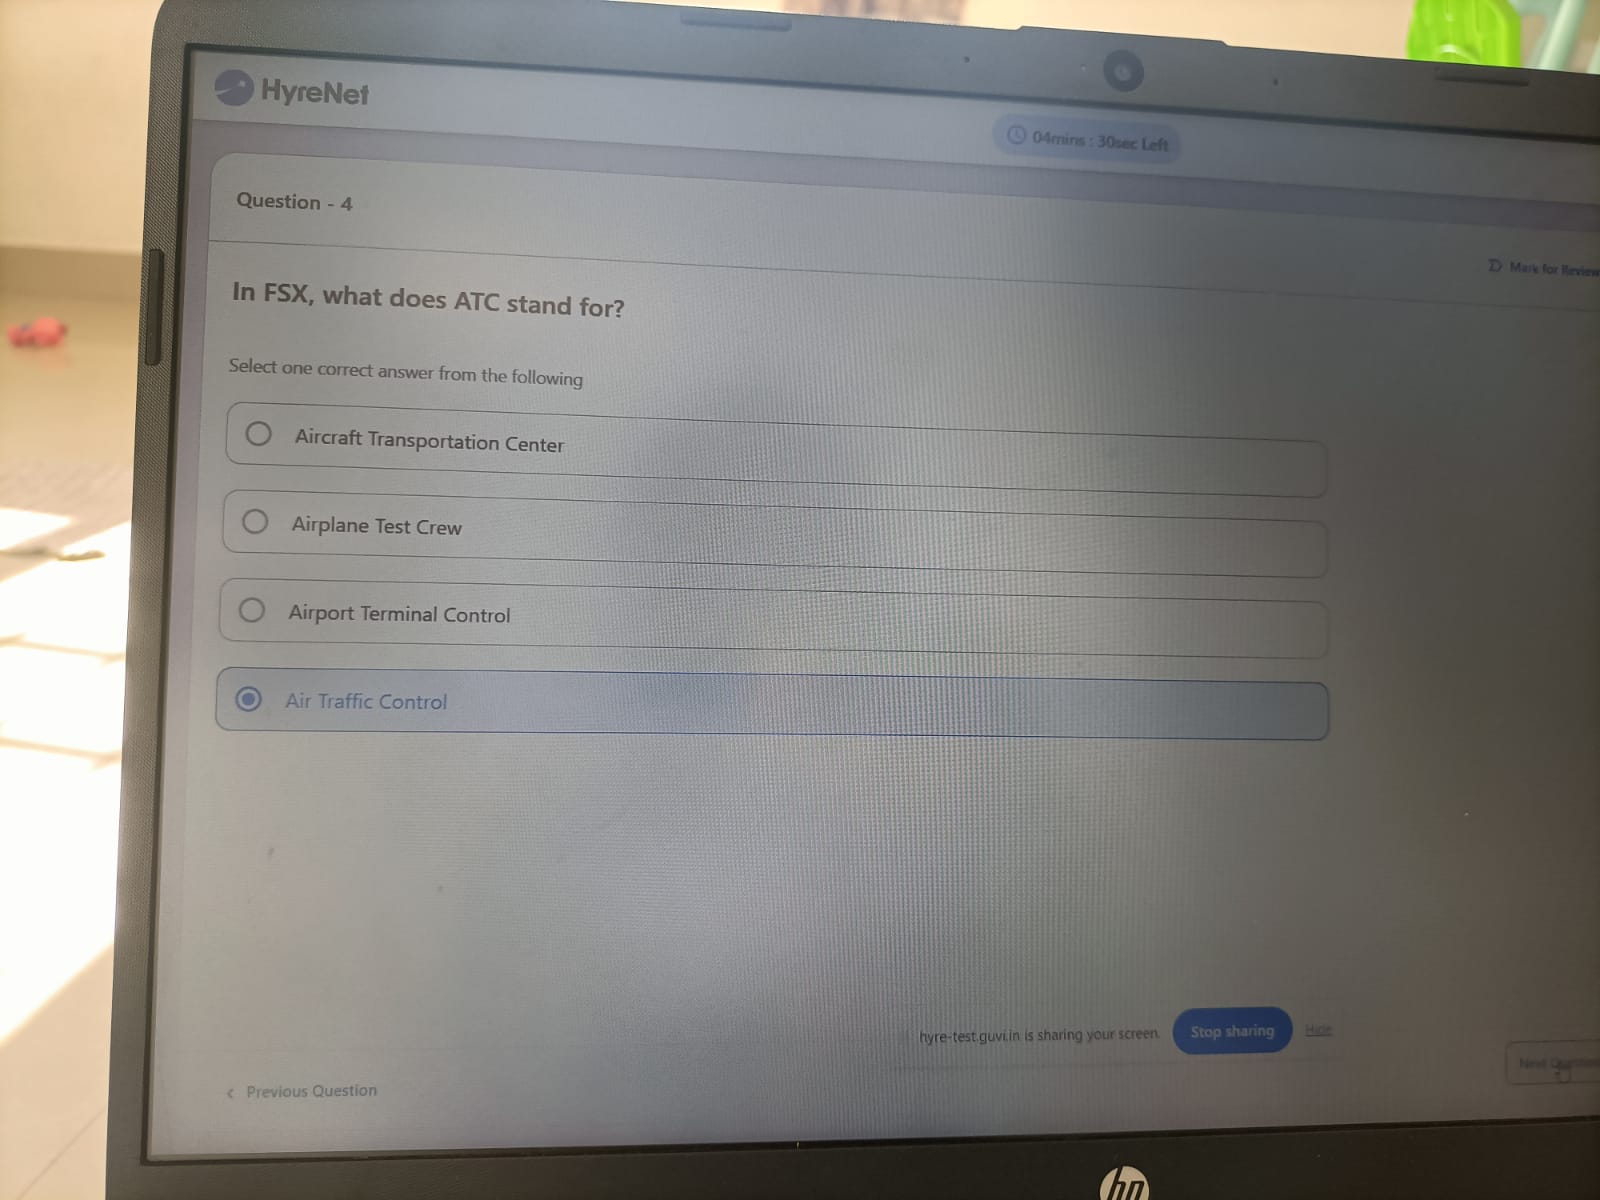 HyreNet
04mins : 30sec Left
Question - 4
Mark for Review
In FSX, what does ATC stand for?
Select one correct answer from the following
Aircraft Transportation Center
Airplane Test Crew
Airport Terminal Control
Air Traffic Control
hyre-test.guvi.in is sharing your screen.
Stop sharing
Hide
Next
< Previous Question
hp